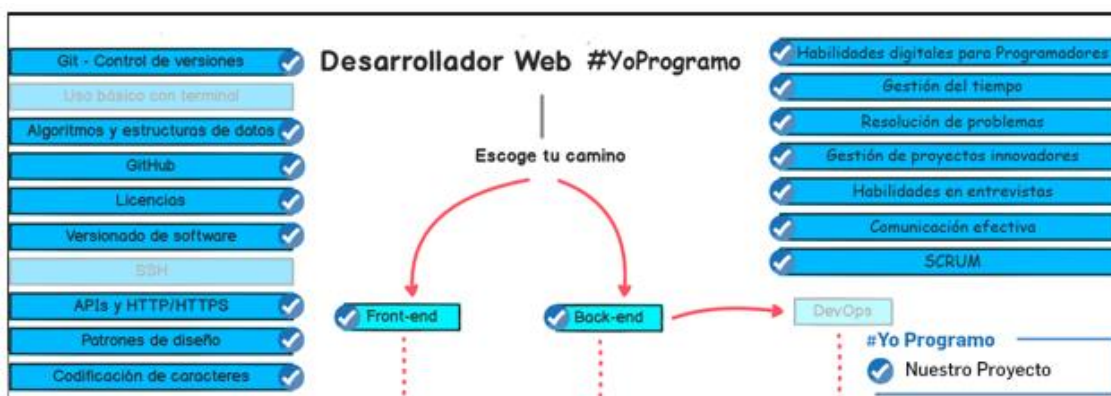 Desarrollador Web #YoProgramo
Git - Control de versiones
Uso básico con terminal
Algoritmos y estructuras de datos
GitHub
Licencias
Versionado de software
SSH
APIs y HTTP/HTTPS
Patrones de diseño
Codificación de caracteres
Escoge tu camino
Front-end
Back-end
DevOps
Habilidades digitales para Programadores
Gestión del tiempo
Resolución de problemas
Gestión de proyectos innovadores
Habilidades en entrevistas
Comunicación efectiva
SCRUM
#Yo Programo
Nuestro Proyecto